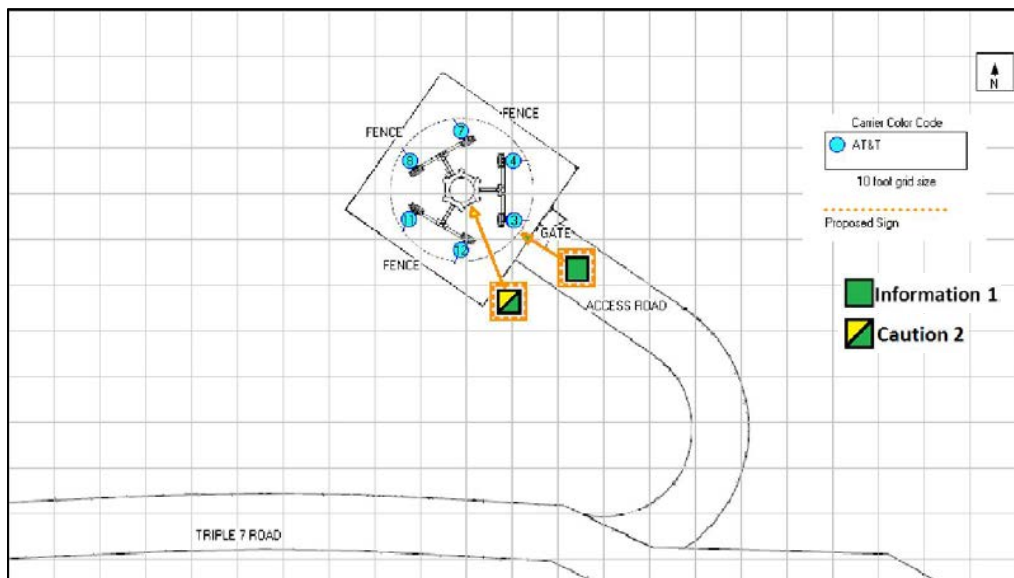 N
FENCE
FENCE
7
8
4
11
3
12
GATE
FENCE
ACCESS ROAD
TRIPLE 7 ROAD
Carrier Color Code
AT&T
10 foot grid size
Proposed Sign
Information 1
Caution 2